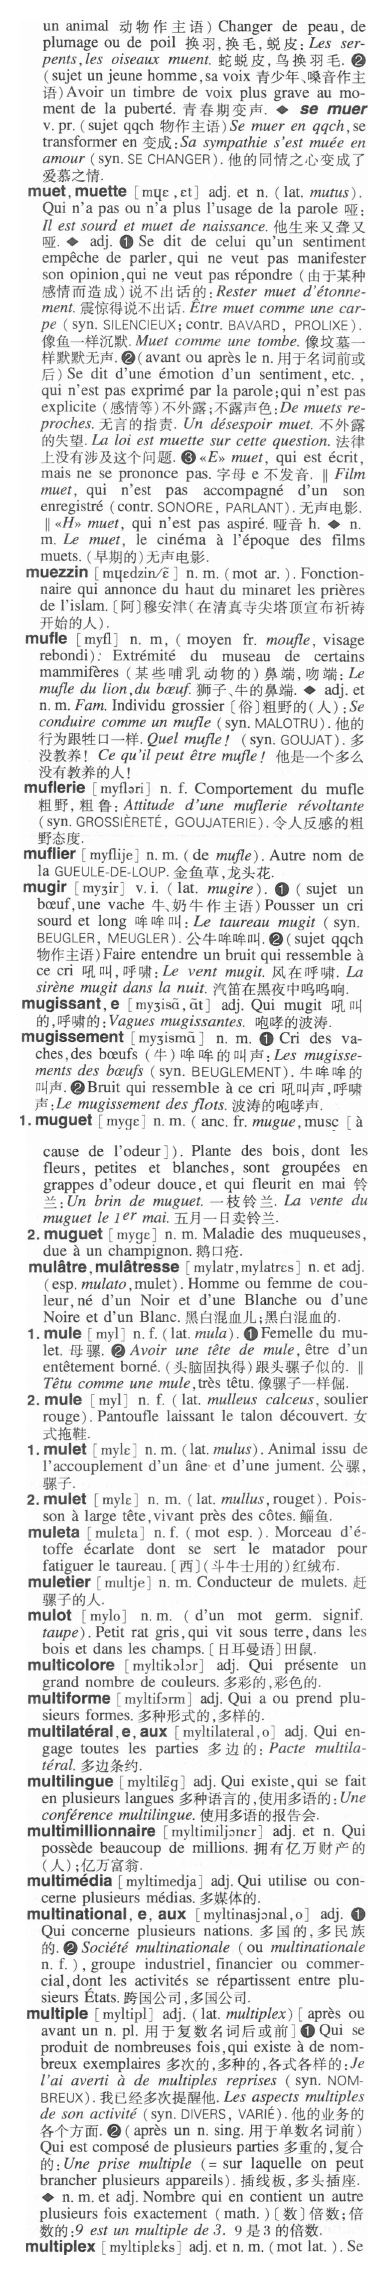 un animal 动物作主语) Changer de peau, de
plumage ou de poil 换羽,换毛,蜕皮: Les ser-
pents, les oiseaux muent. 蛇蜕皮,鸟换羽毛. ❷
(sujet un jeune homme, sa voix 青少年、嗓音作主
语) Avoir un timbre de voix plus grave au mo-
ment de la puberté. 青春期变声. ◆ se muer
v. pr. (sujet qqch 物作主语) Se muer en qqch, se
transformer en 变成: Sa sympathie s'est muée en
amour (syn. SE CHANGER). 他的同情之心变成了
爱慕之情.
muet, muette [mɥɛ, ɛt] adj. et n. (lat. mutus).
Qui n'a pas ou n'a plus l'usage de la parole 哑:
Il est sourd et muet de naissance. 他生来又聋又
哑. ◆ adj. ❶ Se dit de celui qu'un sentiment
empêche de parler, qui ne veut pas manifester
son opinion, qui ne veut pas répondre (由于某种
感情而造成)说不出话的: Rester muet d'étonne-
ment. 震惊得说不出话. Être muet comme une car-
pe (syn. SILENCIEUX; contr. BAVARD, PROLIXE).
像鱼一样沉默. Muet comme une tombe. 像坟墓一
样默默无声. ❷ (avant ou après le n. 用于名词前或
后) Se dit d'une émotion d'un sentiment, etc.,
qui n'est pas exprimé par la parole; qui n'est pas
explicite (感情等)不外露;不露声色: De muets re-
proches. 无言的指责. Un désespoir muet. 不外露
的失望. La loi est muette sur cette question. 法律
上没有涉及这个问题. ❸ «E» muet, qui est écrit,
mais ne se prononce pas. 字母 e 不发音. ‖ Film
muet, qui n'est pas accompagné d'un son
enregistré (contr. SONORE, PARLANT). 无声电影.
‖ «H» muet, qui n'est pas aspiré. 哑音 h. ◆ n.
m. Le muet, le cinéma à l'époque des films
muets. (早期的)无声电影.
muezzin [mɥɛdzin/ɛ̃] n. m. (mot ar.). Fonction-
naire qui annonce du haut du minaret les prières
de l'islam. [阿]穆安津(在清真寺尖塔顶宣布祈祷
开始的人).
mufle [myfl] n. m. (moyen fr. moufle, visage
rebondi): Extrémité du museau de certains
mammifères (某些哺乳动物的)鼻端,吻端: Le
mufle du lion, du bœuf. 狮子、牛的鼻端. ◆ adj. et
n. m. Fam. Individu grossier [俗]粗野的(人): Se
conduire comme un mufle (syn. MALOTRU). 他的
行为跟牲口一样. Quel mufle! (syn. GOUJAT). 多
没教养! Ce qu'il peut être mufle! 他是一个多么
没有教养的人!
muflerie [myfləri] n. f. Comportement du mufle
粗野,粗鲁: Attitude d'une muflerie révoltante
(syn. GROSSIÈRETÉ, GOUJATERIE). 令人反感的粗
野态度.
muflier [myflije] n. m. (de mufle). Autre nom de
la GUEULE-DE-LOUP. 金鱼草,龙头花.
mugir [myʒir] v. i. (lat. mugire). ❶ (sujet un
bœuf, une vache 牛、奶牛作主语) Pousser un cri
sourd et long 哞哞叫: Le taureau mugit (syn.
BEUGLER, MEUGLER). 公牛哞哞叫. ❷ (sujet qqch
物作主语) Faire entendre un bruit qui ressemble à
ce cri 吼叫,呼啸: Le vent mugit. 风在呼啸. La
sirène mugit dans la nuit. 汽笛在黑夜中呜呜响.
mugissant, e [myʒisɑ̃, ɑ̃t] adj. Qui mugit 吼叫
的,呼啸的: Vagues mugissantes. 咆哮的波涛.
mugissement [myʒismɑ̃] n. m. ❶ Cri des va-
ches, des bœufs (牛)哞哞的叫声: Les mugisse-
ments des bœufs (syn. BEUGLEMENT). 牛哞哞的
叫声. ❷ Bruit qui ressemble à ce cri 吼叫声,呼啸
声: Le mugissement des flots. 波涛的咆哮声.
1. muguet [mygɛ] n. m. (anc. fr. mugue, musc [à
cause de l'odeur]). Plante des bois, dont les
fleurs, petites et blanches, sont groupées en
grappes d'odeur douce, et qui fleurit en mai 铃
兰: Un brin de muguet. 一枝铃兰. La vente du
muguet le 1er mai. 五月一日卖铃兰.
2. muguet [mygɛ] n. m. Maladie des muqueuses,
due à un champignon. 鹅口疮.
mulâtre, mulâtresse [mylatr, mylatrɛs] n. et adj.
(esp. mulato, mulet). Homme ou femme de cou-
leur, né d'un Noir et d'une Blanche ou d'une
Noire et d'un Blanc. 黑白混血儿;黑白混血的.
1. mule [myl] n. f. (lat. mula). ❶ Femelle du mu-
let. 母骡. ❷ Avoir une tête de mule, être d'un
entêtement borné. (头脑固执得)跟头骡子似的. ‖
Têtu comme une mule, très têtu. 像骡子一样倔.
2. mule [myl] n. f. (lat. mulleus calceus, soulier
rouge). Pantoufle laissant le talon découvert. 女
式拖鞋.
1. mulet [mylɛ] n. m. (lat. mulus). Animal issu de
l'accouplement d'un âne et d'une jument. 公骡,
骡子.
2. mulet [mylɛ] n. m. (lat. mullus, rouget). Pois-
son à large tête, vivant près des côtes. 鲻鱼.
muleta [mulɛta] n. f. (mot esp.). Morceau d'é-
toffe écarlate dont se sert le matador pour
fatiguer le taureau. [西](斗牛士用的)红绒布.
muletier [myltje] n. m. Conducteur de mulets. 赶
骡子的人.
mulot [mylo] n. m. (d'un mot germ. signif.
taupe). Petit rat gris, qui vit sous terre, dans les
bois et dans les champs. [日耳曼语]田鼠.
multicolore [myltikɔlɔr] adj. Qui présente un
grand nombre de couleurs. 多彩的,彩色的.
multiforme [myltifɔrm] adj. Qui a ou prend plu-
sieurs formes. 多种形式的,多样的.
multilatéral, e, aux [myltilateral, o] adj. Qui en-
gage toutes les parties 多边的: Pacte multila-
téral. 多边条约.
multilingue [myltilɛ̃g] adj. Qui existe, qui se fait
en plusieurs langues 多种语言的,使用多语的: Une
conférence multilingue. 使用多语的报告会.
multimillionnaire [myltimiljɔnɛr] adj. et n. Qui
possède beaucoup de millions. 拥有亿万财产的
(人);亿万富翁.
multimédia [myltimedja] adj. Qui utilise ou con-
cerne plusieurs médias. 多媒体的.
multinational, e, aux [myltinasjɔnal, o] adj. ❶
Qui concerne plusieurs nations. 多国的,多民族
的. ❷ Société multinationale (ou multinationale
n. f.), groupe industriel, financier ou commer-
cial, dont les activités se répartissent entre plu-
sieurs États. 跨国公司,多国公司.
multiple [myltipl] adj. (lat. multiplex) [après ou
avant un n. pl. 用于复数名词后或前] ❶ Qui se
produit de nombreuses fois, qui existe à de nom-
breux exemplaires 多次的,多种的,各式各样的: Je
l'ai averti à de multiples reprises (syn. NOM-
BREUX). 我已经多次提醒他. Les aspects multiples
de son activité (syn. DIVERS, VARIÉ). 他的业务的
各个方面. ❷ (après un n. sing. 用于单数名词前)
Qui est composé de plusieurs parties 多重的,复合
的: Une prise multiple (= sur laquelle on peut
brancher plusieurs appareils). 插线板,多头插座.
◆ n. m. et adj. Nombre qui en contient un autre
plusieurs fois exactement (math.) [数]倍数;倍
数的: 9 est un multiple de 3. 9 是 3 的倍数.
multiplex [myltiplɛks] adj. et n. m. (mot lat.). Se